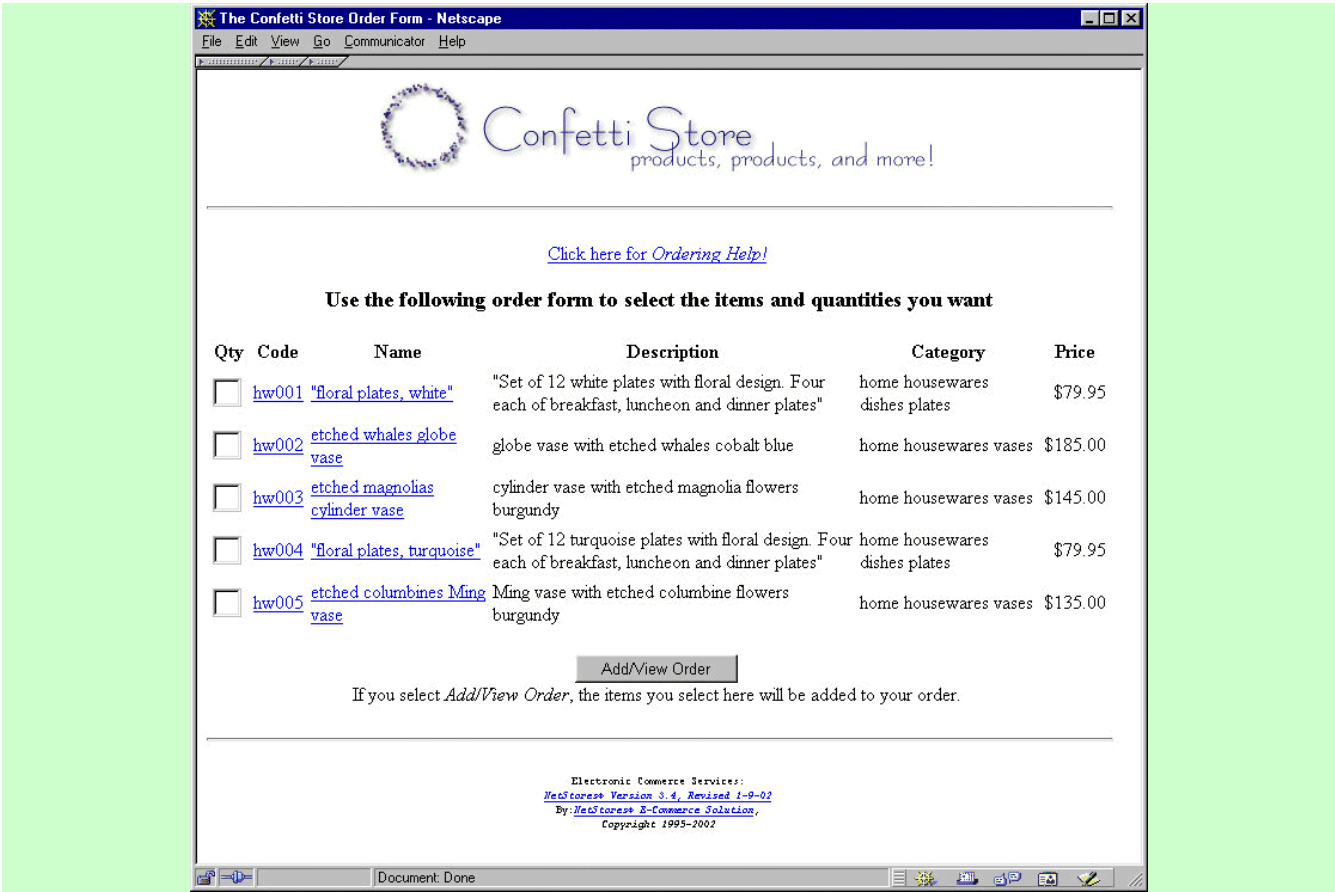 The Confetti Store Order Form - Netscape
File Edit View Go Communicator Help
Confetti Store
products, products, and more!
Click here for Ordering Help!
Use the following order form to select the items and quantities you want
Qty Code Name Description Category Price
hw001 "floral plates, white" "Set of 12 white plates with floral design. Four each of breakfast, luncheon and dinner plates" home housewares dishes plates $79.95
hw002 etched whales globe vase globe vase with etched whales cobalt blue home housewares vases $185.00
hw003 etched magnolias cylinder vase cylinder vase with etched magnolia flowers burgundy home housewares vases $145.00
hw004 "floral plates, turquoise" "Set of 12 turquoise plates with floral design. Four each of breakfast, luncheon and dinner plates" home housewares dishes plates $79.95
hw005 etched columbines Ming vase Ming vase with etched columbine flowers burgundy home housewares vases $135.00
Add/View Order
If you select Add/View Order, the items you select here will be added to your order.
Electronic Commerce Services:
NetStores® Version 3.4, Revised 1-9-02
By:NetStores® E-Commerce Solution,
Copyright 1995-2002
Document: Done